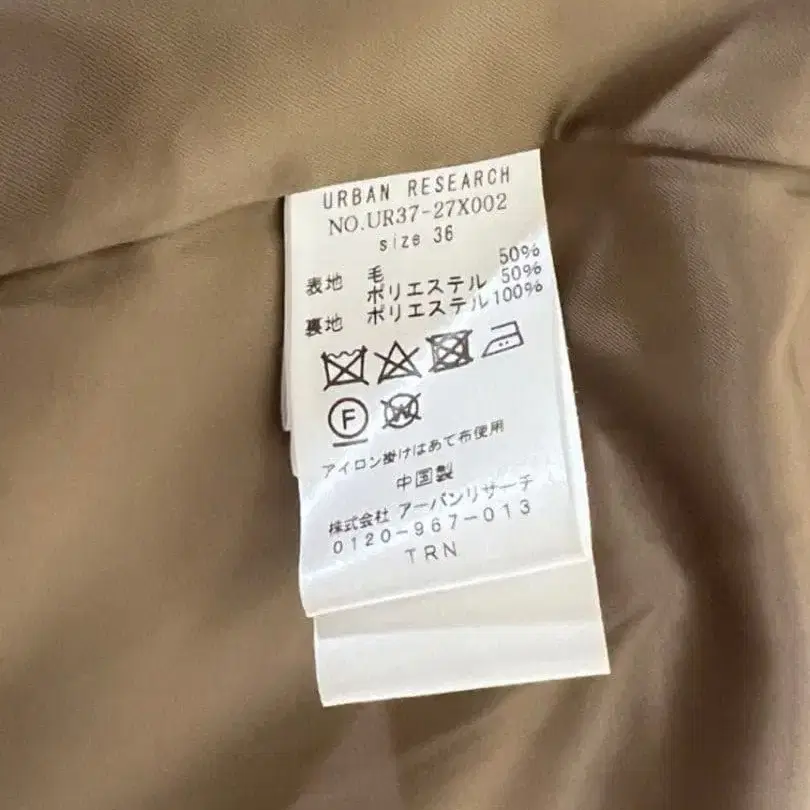 URBAN RESEARCH
NO.UR37-27X002
size 36
表地 毛 50%
ポリエステル 50%
裏地 ポリエステル 100%
F W
アイロン掛けはあて布使用
中国製
株式会社 アーバンリサーチ
0120-967-013
TRN